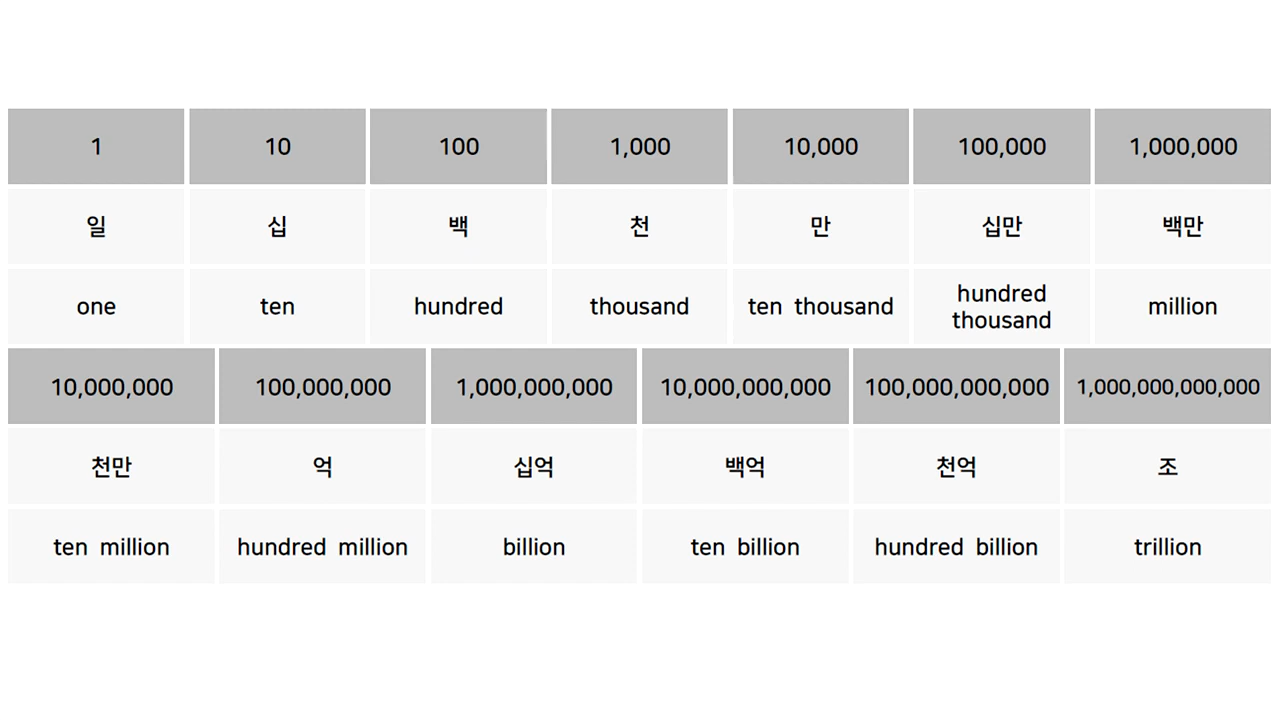 1 10 100 1,000 10,000 100,000 1,000,000
일 십 백 천 만 십만 백만
one ten hundred thousand ten thousand hundred thousand million
10,000,000 100,000,000 1,000,000,000 10,000,000,000 100,000,000,000 1,000,000,000,000
천만 억 십억 백억 천억 조
ten million hundred million billion ten billion hundred billion trillion